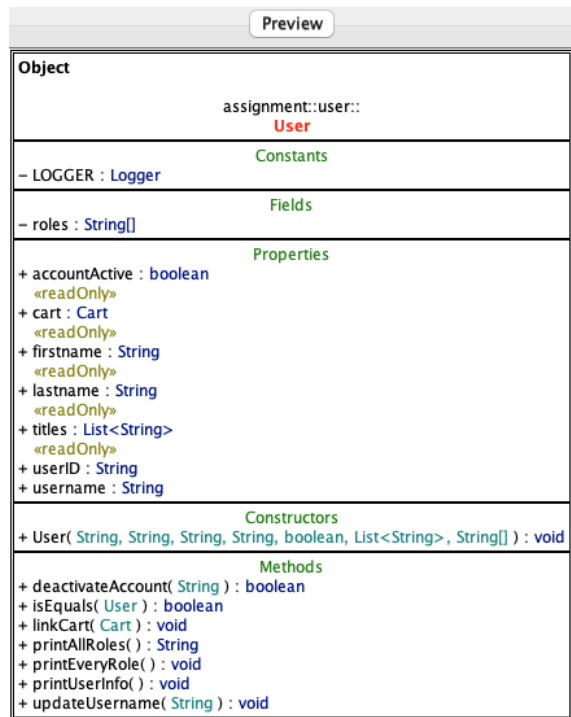 Preview
Object
assignment::user::
User
Constants
– LOGGER : Logger
Fields
– roles : String[]
Properties
+ accountActive : boolean
«readOnly»
+ cart : Cart
«readOnly»
+ firstname : String
«readOnly»
+ lastname : String
«readOnly»
+ titles : List<String>
«readOnly»
+ userID : String
+ username : String
Constructors
+ User( String, String, String, String, boolean, List<String>, String[] ) : void
Methods
+ deactivateAccount( String ) : boolean
+ isEquals( User ) : boolean
+ linkCart( Cart ) : void
+ printAllRoles( ) : String
+ printEveryRole( ) : void
+ printUserInfo( ) : void
+ updateUsername( String ) : void